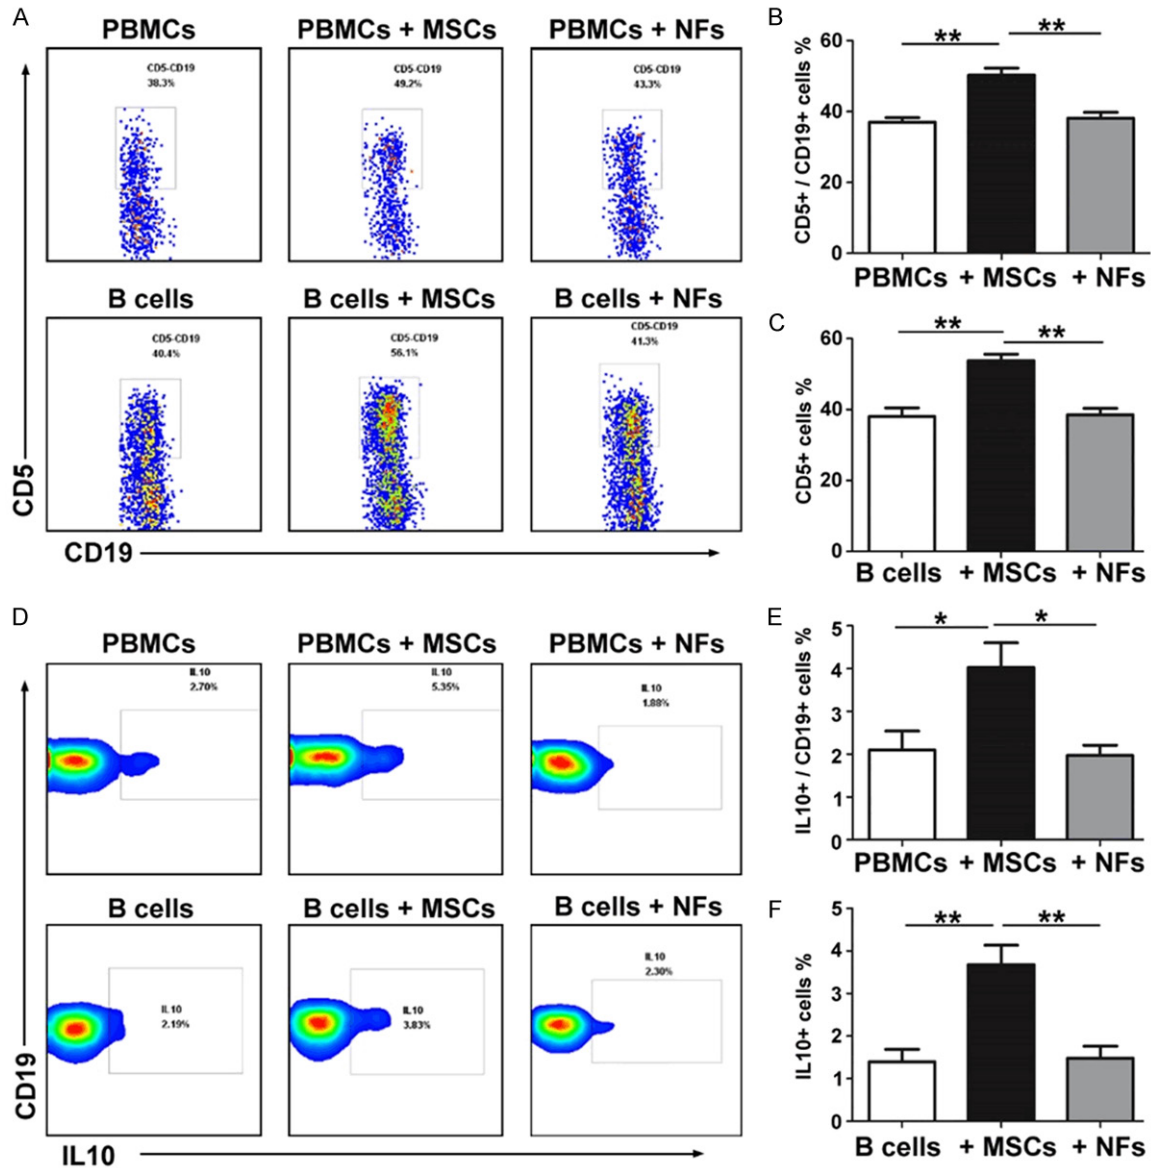 A
PBMCs
PBMCs + MSCs
PBMCs + NFs
CD5-CD19
38.3%
CD5-CD19
49.2%
CD5-CD19
43.3%
B cells
B cells + MSCs
B cells + NFs
CD5-CD19
40.4%
CD5-CD19
56.1%
CD5-CD19
41.3%
CD5
CD19
B
**
**
60
40
20
0
CD5+ / CD19+ cells %
PBMCs + MSCs + NFs
C
**
**
60
40
20
0
CD5+ cells %
B cells + MSCs + NFs
D
PBMCs
PBMCs + MSCs
PBMCs + NFs
IL10
2.70%
IL10
5.35%
IL10
1.88%
B cells
B cells + MSCs
B cells + NFs
IL10
2.19%
IL10
3.83%
IL10
2.30%
CD19
IL10
E
*
*
5
4
3
2
1
0
IL10+ / CD19+ cells %
PBMCs + MSCs + NFs
F
**
**
5
4
3
2
1
0
IL10+ cells %
B cells + MSCs + NFs